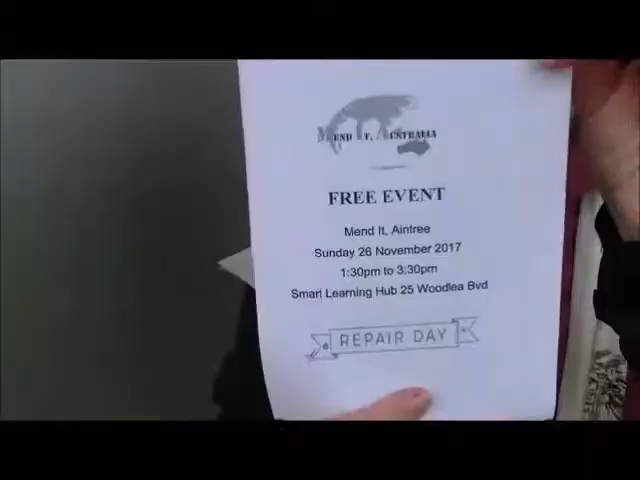 Mend It, Australia
FREE EVENT
Mend It, Aintree
Sunday 26 November 2017
1:30pm to 3:30pm
Smart Learning Hub 25 Woodlea Bvd
REPAIR DAY